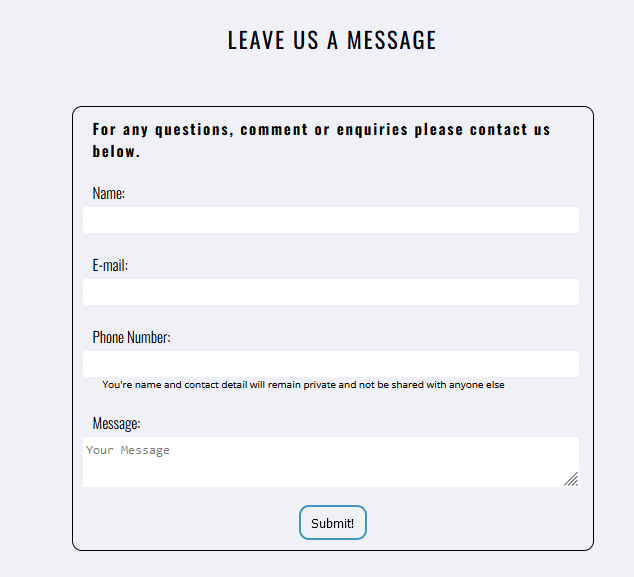 LEAVE US A MESSAGE
For any questions, comment or enquiries please contact us
below.
Name:
E-mail:
Phone Number:
You're name and contact detail will remain private and not be shared with anyone else
Message:
Your Message
Submit!